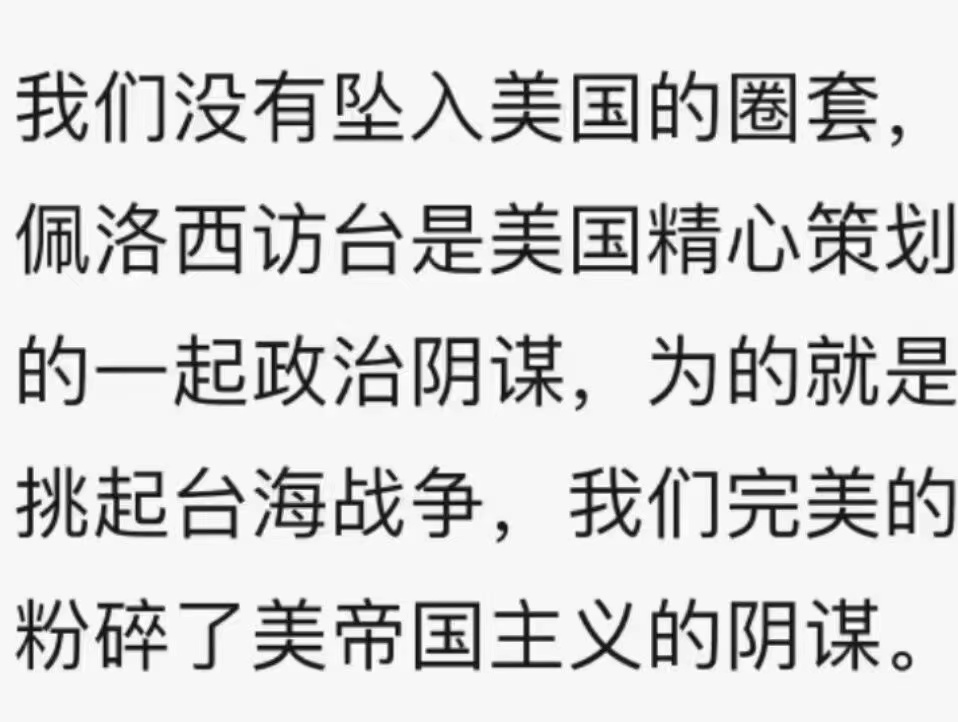 我们没有坠入美国的圈套，
佩洛西访台是美国精心策划
的一起政治阴谋，为的就是
挑起台海战争，我们完美的
粉碎了美帝国主义的阴谋。